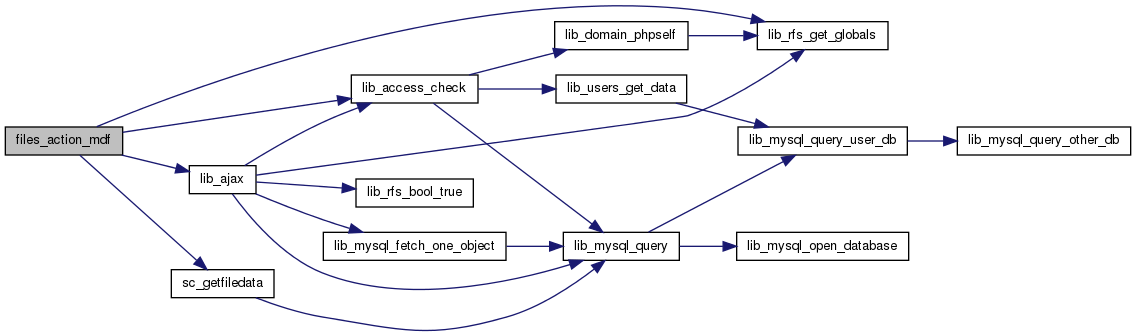 files_action_mdf
lib_rfs_get_globals
lib_domain_phpself
lib_access_check
lib_users_get_data
lib_mysql_query_user_db
lib_mysql_query_other_db
lib_ajax
lib_rfs_bool_true
lib_mysql_fetch_one_object
lib_mysql_query
lib_mysql_open_database
sc_getfiledata